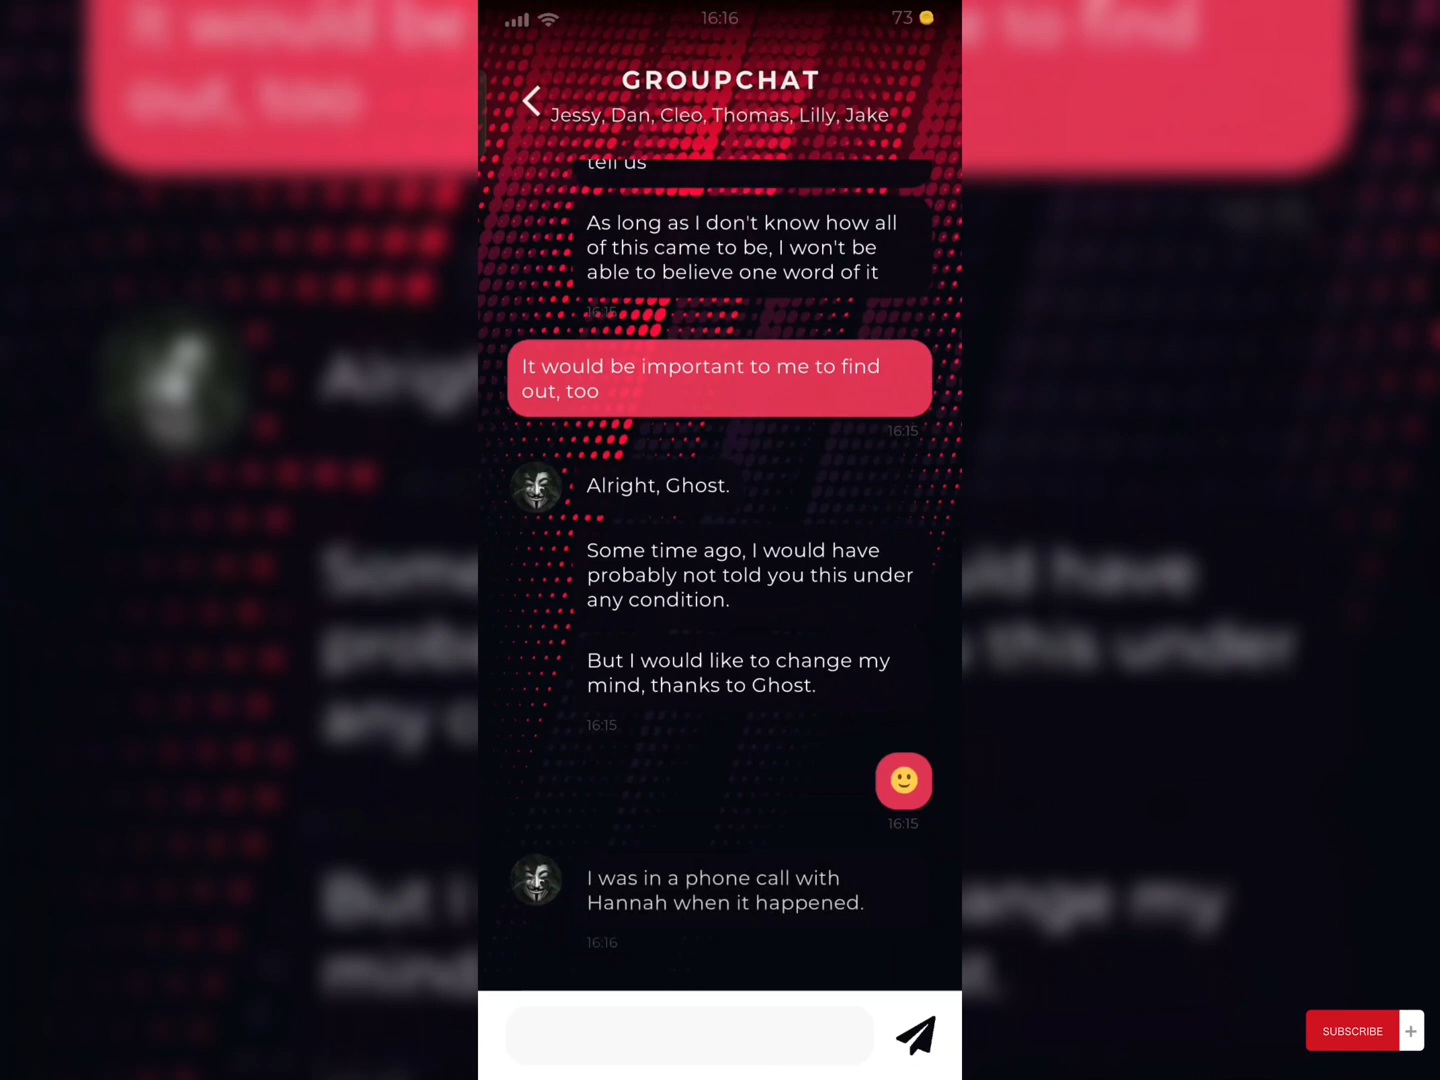 16:16
73
GROUPCHAT
Jessy, Dan, Cleo, Thomas, Lilly, Jake
tell us
As long as I don't know how all
of this came to be, I won't be
able to believe one word of it
16:15
It would be important to me to find
out, too
16:15
Alright, Ghost.
Some time ago, I would have
probably not told you this under
any condition.
But I would like to change my
mind, thanks to Ghost.
16:15
16:15
I was in a phone call with
Hannah when it happened.
16:16
SUBSCRIBE